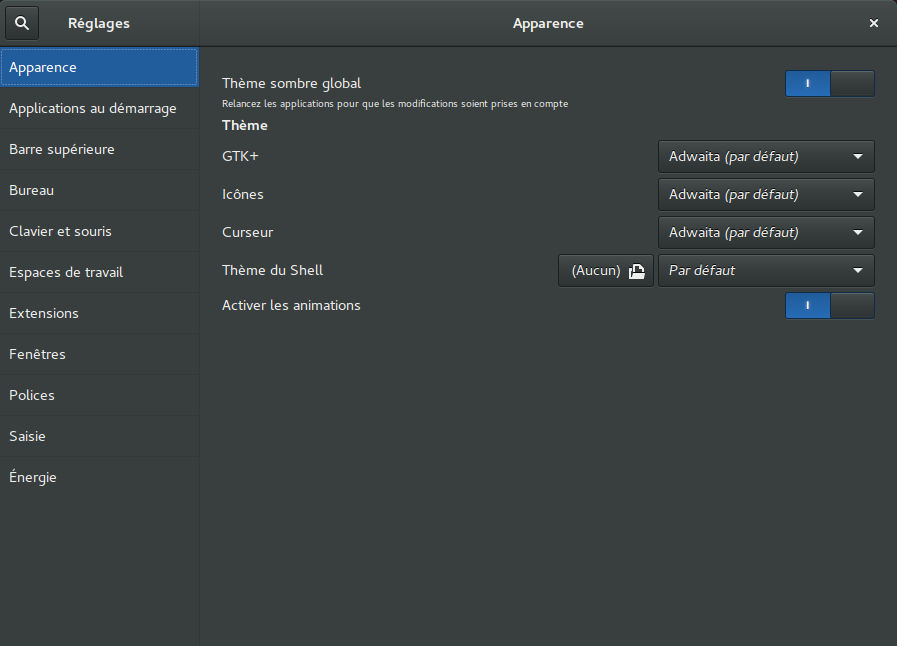 Réglages
Apparence
Apparence
Applications au démarrage
Barre supérieure
Bureau
Clavier et souris
Espaces de travail
Extensions
Fenêtres
Polices
Saisie
Énergie
Thème sombre global
Relancez les applications pour que les modifications soient prises en compte
Thème
GTK+
Adwaita (par défaut)
Icônes
Adwaita (par défaut)
Curseur
Adwaita (par défaut)
Thème du Shell
(Aucun)
Par défaut
Activer les animations